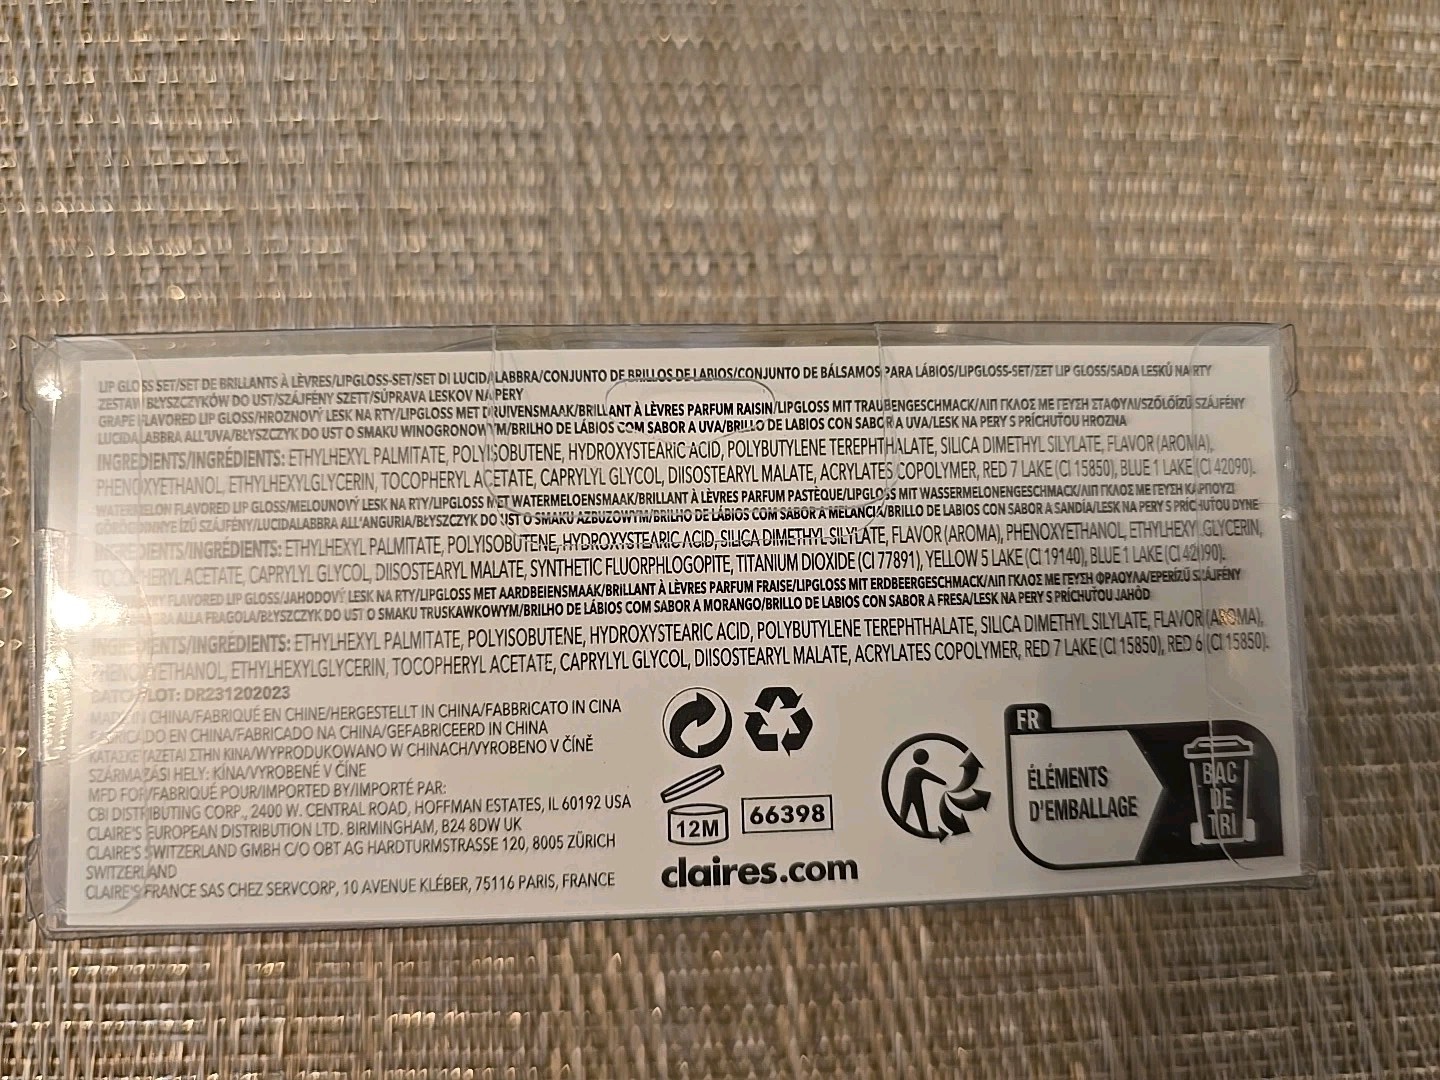 LIP GLOSS SET/SET DE BRILLANTS À LÈVRES/LIPGLOSS-SET/SET DI LUCIDALABBRA/CONJUNTO DE BRILLOS DE LABIOS/CONJUNTO DE BÁLSAMOS PARA LÁBIOS/LIPGLOSS-SET/ΣΕΤ LIP GLOSS/SADA LESKŮ NA RTY
ZESTAW BŁYSZCZYKÓW DO UST/SZÁJFÉNY SZETT/SÚPRAVA LESKOV NA PERY
GRAPE FLAVORED LIP GLOSS/HROZNOVÝ LESK NA RTY/LIPGLOSS MET DRUIVENSMAAK/BRILLANT À LÈVRES PARFUM RAISIN/LIPGLOSS MIT TRAUBENGESCHMACK/ΛΙΠ ΓΚΛΟΣ ΜΕ ΓΕΥΣΗ ΣΤΑΦΥΛΙ/SZŐLŐÍZŰ SZÁJFÉNY
LUCIDALABBRA ALL'UVA/BŁYSZCZYK DO UST O SMAKU WINOGRONOWYM/BRILHO DE LÁBIOS COM SABOR A UVA/BRILLO DE LABIOS CON SABOR A UVA/LESK NA PERY S PRÍCHUŤOU HROZNA
INGREDIENTS/INGRÉDIENTS: ETHYLHEXYL PALMITATE, POLYISOBUTENE, HYDROXYSTEARIC ACID, POLYBUTYLENE TEREPHTHALATE, SILICA DIMETHYL SILYLATE, FLAVOR (AROMA),
PHENOXYETHANOL, ETHYLHEXYLGLYCERIN, TOCOPHERYL ACETATE, CAPRYLYL GLYCOL, DIISOSTEARYL MALATE, ACRYLATES COPOLYMER, RED 7 LAKE (CI 15850), BLUE 1 LAKE (CI 42090).
WATERMELON FLAVORED LIP GLOSS/MELOUNOVÝ LESK NA RTY/LIPGLOSS MET WATERMELOENSMAAK/BRILLANT À LÈVRES PARFUM PASTÈQUE/LIPGLOSS MIT WASSERMELONENGESCHMACK/ΛΙΠ ΓΚΛΟΣ ΜΕ ΓΕΥΣΗ ΚΑΡΠΟΥΖΙ
GÖRÖGDINNYE ÍZŰ SZÁJFÉNY/LUCIDALABBRA ALL'ANGURIA/BŁYSZCZYK DO UST O SMAKU ARBUZOWYM/BRILHO DE LÁBIOS COM SABOR A MELANCIA/BRILLO DE LABIOS CON SABOR A SANDÍA/LESK NA PERY S PRÍCHUŤOU DYNE
INGREDIENTS/INGRÉDIENTS: ETHYLHEXYL PALMITATE, POLYISOBUTENE, HYDROXYSTEARIC ACID, SILICA DIMETHYL SILYLATE, FLAVOR (AROMA), PHENOXYETHANOL, ETHYLHEXYLGLYCERIN,
TOCOPHERYL ACETATE, CAPRYLYL GLYCOL, DIISOSTEARYL MALATE, SYNTHETIC FLUORPHLOGOPITE, TITANIUM DIOXIDE (CI 77891), YELLOW 5 LAKE (CI 19140), BLUE 1 LAKE (CI 42090).
FLAVORED LIP GLOSS/JAHODOVÝ LESK NA RTY/LIPGLOSS MET AARDBEIENSMAAK/BRILLANT À LÈVRES PARFUM FRAISE/LIPGLOSS MIT ERDBEERGESCHMACK/ΛΙΠ ΓΚΛΟΣ ΜΕ ΓΕΥΣΗ ΦΡΑΟΥΛΑ/EPERÍZŰ SZÁJFÉNY
ALLA FRAGOLA/BŁYSZCZYK DO UST O SMAKU TRUSKAWKOWYM/BRILHO DE LÁBIOS COM SABOR A MORANGO/BRILLO DE LABIOS CON SABOR A FRESA/LESK NA PERY S PRÍCHUŤOU JAHÔD
INGREDIENTS/INGRÉDIENTS: ETHYLHEXYL PALMITATE, POLYISOBUTENE, HYDROXYSTEARIC ACID, POLYBUTYLENE TEREPHTHALATE, SILICA DIMETHYL SILYLATE, FLAVOR (AROMA),
PHENOXYETHANOL, ETHYLHEXYLGLYCERIN, TOCOPHERYL ACETATE, CAPRYLYL GLYCOL, DIISOSTEARYL MALATE, ACRYLATES COPOLYMER, RED 7 LAKE (CI 15850), RED 6 (CI 15850).
BATCH/LOT: DR231202023
MADE IN CHINA/FABRIQUÉ EN CHINE/HERGESTELLT IN CHINA/FABBRICATO IN CINA
FABRICADO EN CHINA/FABRICADO NA CHINA/GEFABRICEERD IN CHINA
ΚΑΤΑΣΚΕΥΑΖΕΤΑΙ ΣΤΗΝ ΚΙΝΑ/WYPRODUKOWANO W CHINACH/VYROBENO V ČÍNĚ
SZÁRMAZÁSI HELY: KÍNA/VYROBENÉ V ČÍNE
MFD FOR/FABRIQUÉ POUR/IMPORTED BY/IMPORTÉ PAR:
CBI DISTRIBUTING CORP., 2400 W. CENTRAL ROAD, HOFFMAN ESTATES, IL 60192 USA
CLAIRE'S EUROPEAN DISTRIBUTION LTD. BIRMINGHAM, B24 8DW UK
CLAIRE'S SWITZERLAND GMBH C/O OBT AG HARDTURMSTRASSE 120, 8005 ZÜRICH
SWITZERLAND
CLAIRE'S FRANCE SAS CHEZ SERVCORP, 10 AVENUE KLÉBER, 75116 PARIS, FRANCE
12M
66398
claires.com
FR
ÉLÉMENTS
D'EMBALLAGE
BAC
DE
TRI